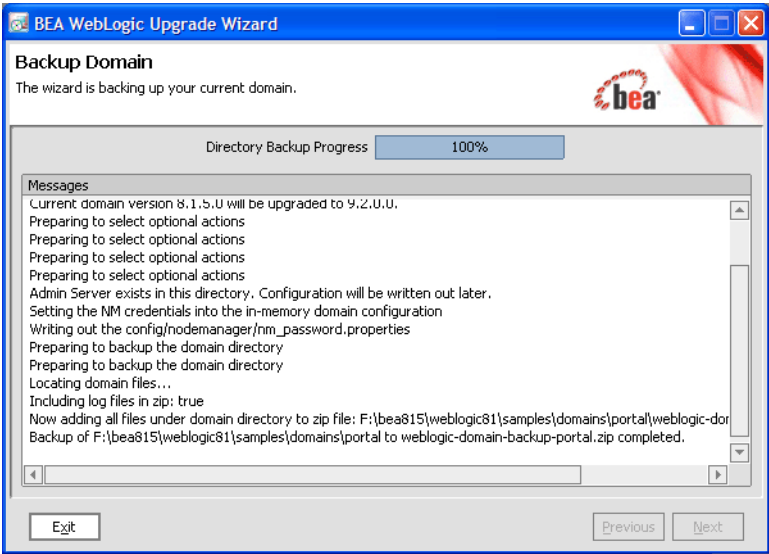 BEA WebLogic Upgrade Wizard
Backup Domain
The wizard is backing up your current domain.
bea
Directory Backup Progress 100%
Messages
Current domain version 8.1.5.0 will be upgraded to 9.2.0.0.
Preparing to select optional actions
Preparing to select optional actions
Preparing to select optional actions
Preparing to select optional actions
Admin Server exists in this directory. Configuration will be written out later.
Setting the NM credentials into the in-memory domain configuration
Writing out the config/nodemanager/nm_password.properties
Preparing to backup the domain directory
Preparing to backup the domain directory
Locating domain files...
Including log files in zip: true
Now adding all files under domain directory to zip file: F:\bea815\weblogic81\samples\domains\portal\weblogic-dor
Backup of F:\bea815\weblogic81\samples\domains\portal to weblogic-domain-backup-portal.zip completed.
Exit Previous Next